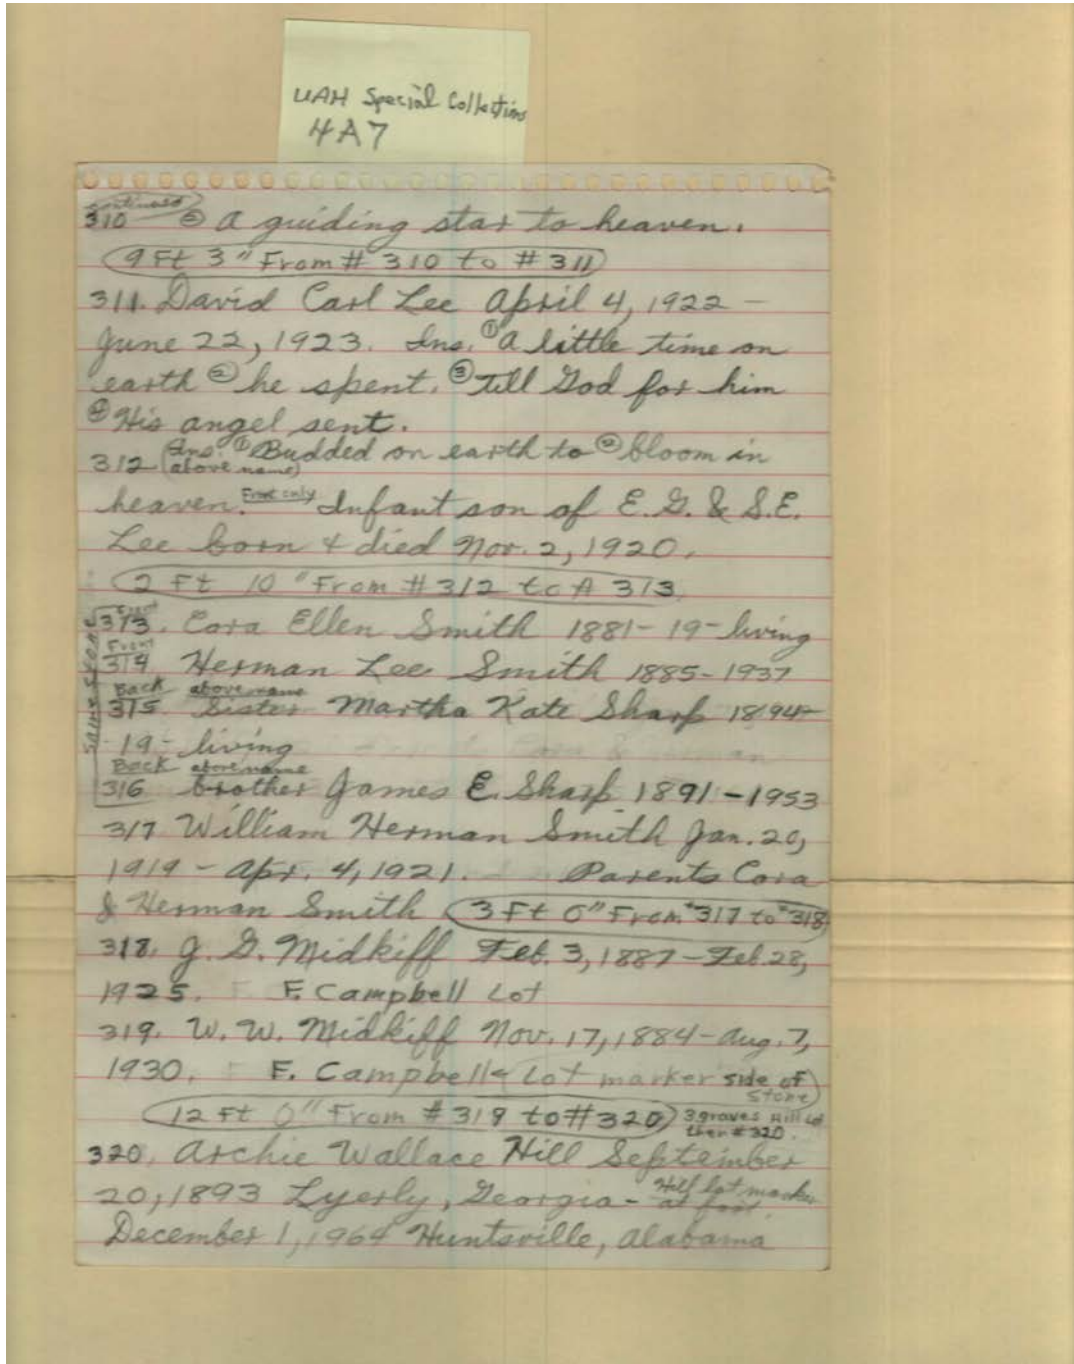 UAH Special Collections
4A7
continued
310 ② A guiding star to heaven.
9 Ft 3" From # 310 to # 311
311. David Carl Lee April 4, 1922 –
June 22, 1923. Ins. ① A little time on
earth ② he spent. ③ Till God for him
④ His angel sent.
312 (Ins. above name) ① Budded on earth to ② bloom in
heaven. Front only Infant son of E. G. & S. E.
Lee born & died Nov. 2, 1920.
2 Ft 10" From # 312 to # 313
Same Stone
Front
313. Cora Ellen Smith 1881 – 19 – living
Front
314. Herman Lee Smith 1885 – 1937
Back above name
315. Sister Martha Kate Sharp 1894 –
19 – living
Back above name
316 brother James E. Sharp 1891 – 1953
317 William Herman Smith Jan. 20,
1919 – Apr. 4, 1921. Parents Cora
& Herman Smith 3 Ft 0" From #317 to #318
318. J. G. Midkiff Feb. 3, 1887 – Feb. 28,
1925. F. Campbell Lot
319. W. W. Midkiff Nov. 17, 1884 – Aug. 7,
1930. F. Campbell Lot marker side of
Stone
12 Ft 0" From # 319 to # 320 3 graves Hill Lot
then # 320.
320. Archie Wallace Hill September
20, 1893 Lyerly, Georgia – Hill lot marker
at foot.
December 1, 1964 Huntsville, Alabama